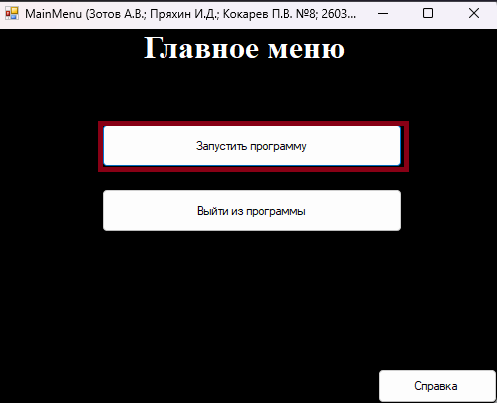 MainMenu (Зотов А.В.; Пряхин И.Д.; Кокарев П.В. №8; 2603...
Главное меню
Запустить программу
Выйти из программы
Справка